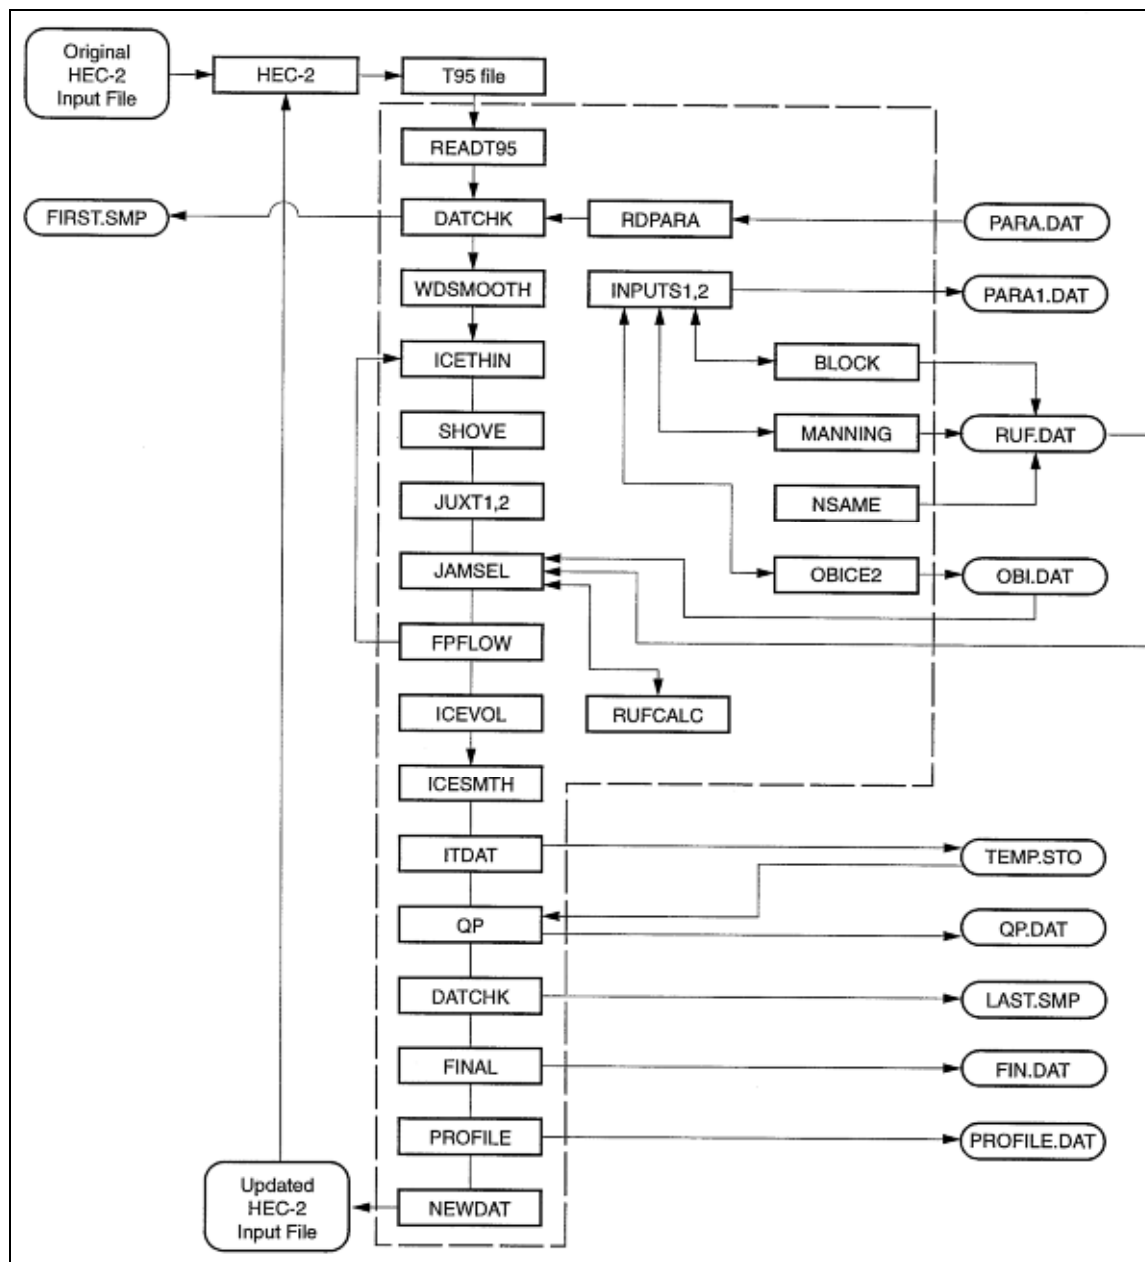 Original
HEC-2
Input File
HEC-2
T95 file
READT95
FIRST.SMP
DATCHK
RDPARA
PARA.DAT
WDSMOOTH
INPUTS1,2
PARA1.DAT
ICETHIN
BLOCK
SHOVE
MANNING
RUF.DAT
JUXT1,2
NSAME
JAMSEL
OBICE2
OBI.DAT
FPFLOW
ICEVOL
RUFCALC
ICESMTH
ITDAT
TEMP.STO
QP
QP.DAT
DATCHK
LAST.SMP
FINAL
FIN.DAT
PROFILE
PROFILE.DAT
Updated
HEC-2
Input File
NEWDAT